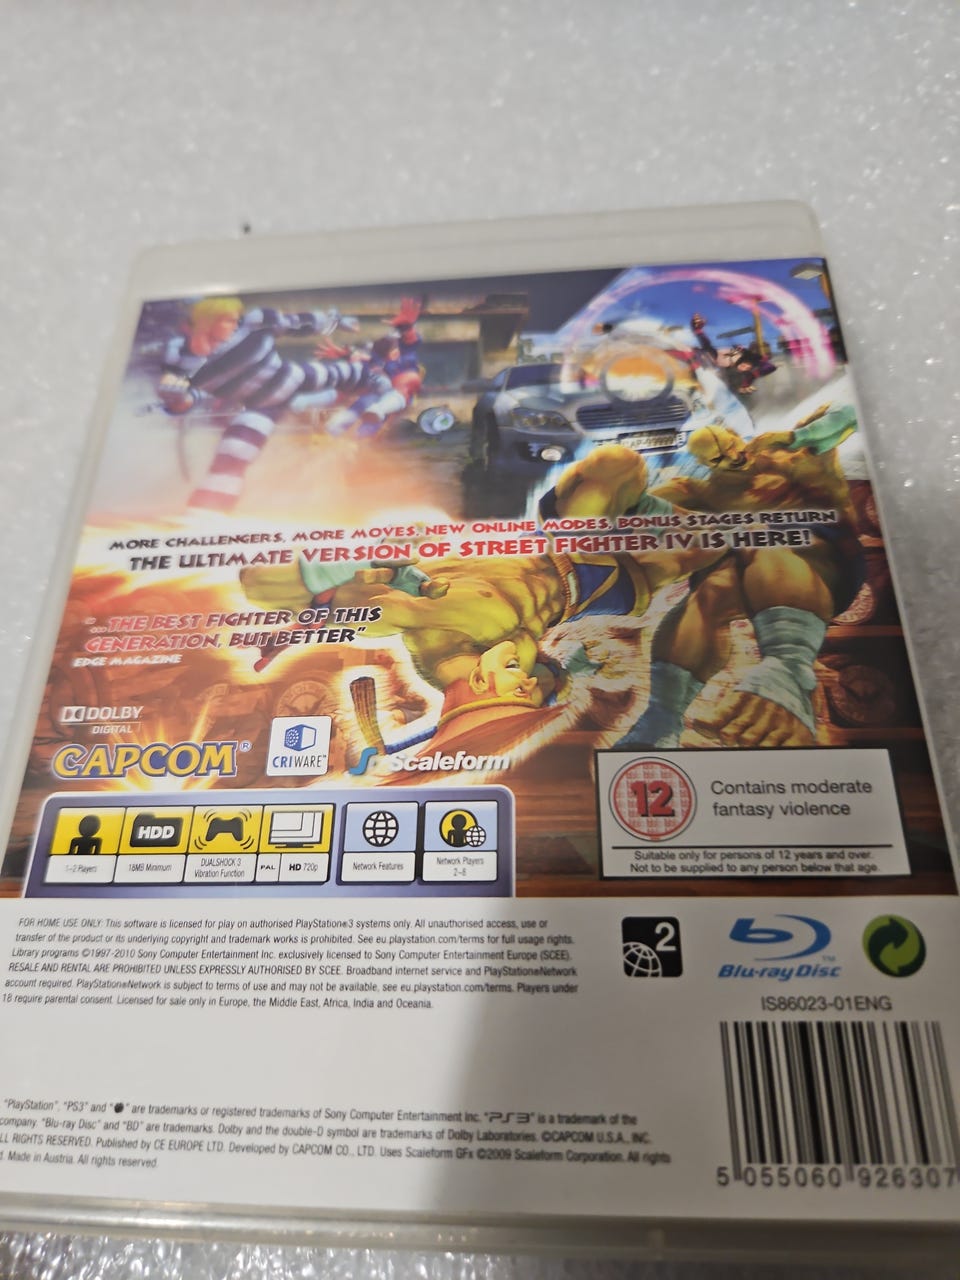 MORE CHALLENGERS, MORE MOVES, NEW ONLINE MODES, BONUS STAGES RETURN
THE ULTIMATE VERSION OF STREET FIGHTER IV IS HERE!
"...THE BEST FIGHTER OF THIS
GENERATION, BUT BETTER"
EDGE MAGAZINE
DOLBY
DIGITAL
CAPCOM®
CRIWARE™
Scaleform
12
Contains moderate
fantasy violence
Suitable only for persons of 12 years and over.
Not to be supplied to any person below that age.
HDD
1-2 Players
16MB Minimum
DUALSHOCK 3
Vibration Function
PAL
HD 720p
Network Features
Network Players
2-8
FOR HOME USE ONLY: This software is licensed for play on authorised PlayStation®3 systems only. All unauthorised access, use or
transfer of the product or its underlying copyright and trademark works is prohibited. See eu.playstation.com/terms for full usage rights.
Library programs ©1997-2010 Sony Computer Entertainment Inc. exclusively licensed to Sony Computer Entertainment Europe (SCEE).
RESALE AND RENTAL ARE PROHIBITED UNLESS EXPRESSLY AUTHORISED BY SCEE. Broadband internet service and PlayStation®Network
account required. PlayStation®Network is subject to terms of use and may not be available, see eu.playstation.com/terms. Players under
18 require parental consent. Licensed for sale only in Europe, the Middle East, Africa, India and Oceania.
2
Blu-ray Disc™
IS86023-01ENG
"PlayStation", "PS3" and "" are trademarks or registered trademarks of Sony Computer Entertainment Inc. "PS3" is a trademark of the
company. "Blu-ray Disc" and "BD" are trademarks. Dolby and the double-D symbol are trademarks of Dolby Laboratories. ©CAPCOM U.S.A., INC.
LL RIGHTS RESERVED. Published by CE EUROPE LTD. Developed by CAPCOM CO., LTD. Uses Scaleform GFx ©2009 Scaleform Corporation. All rights
d. Made in Austria. All rights reserved.
5 055060 926307